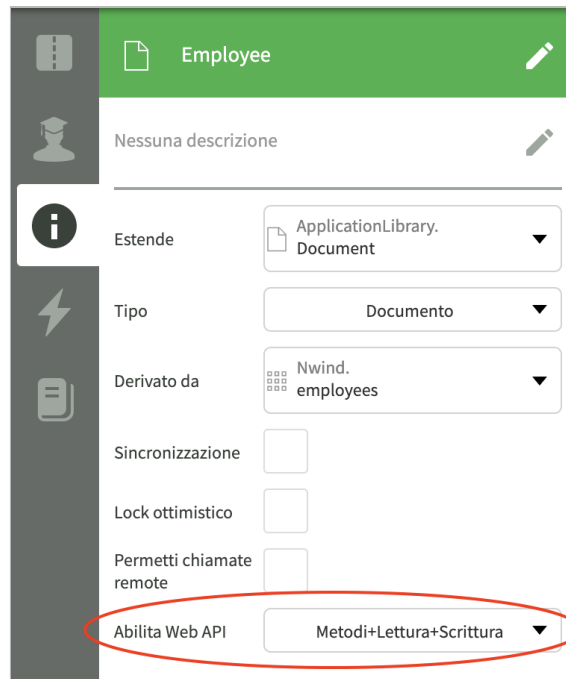 Employee
Nessuna descrizione
Estende
ApplicationLibrary.
Document
Tipo
Documento
Derivato da
Nwind.
employees
Sincronizzazione
Lock ottimistico
Permetti chiamate
remote
Abilita Web API
Metodi+Lettura+Scrittura